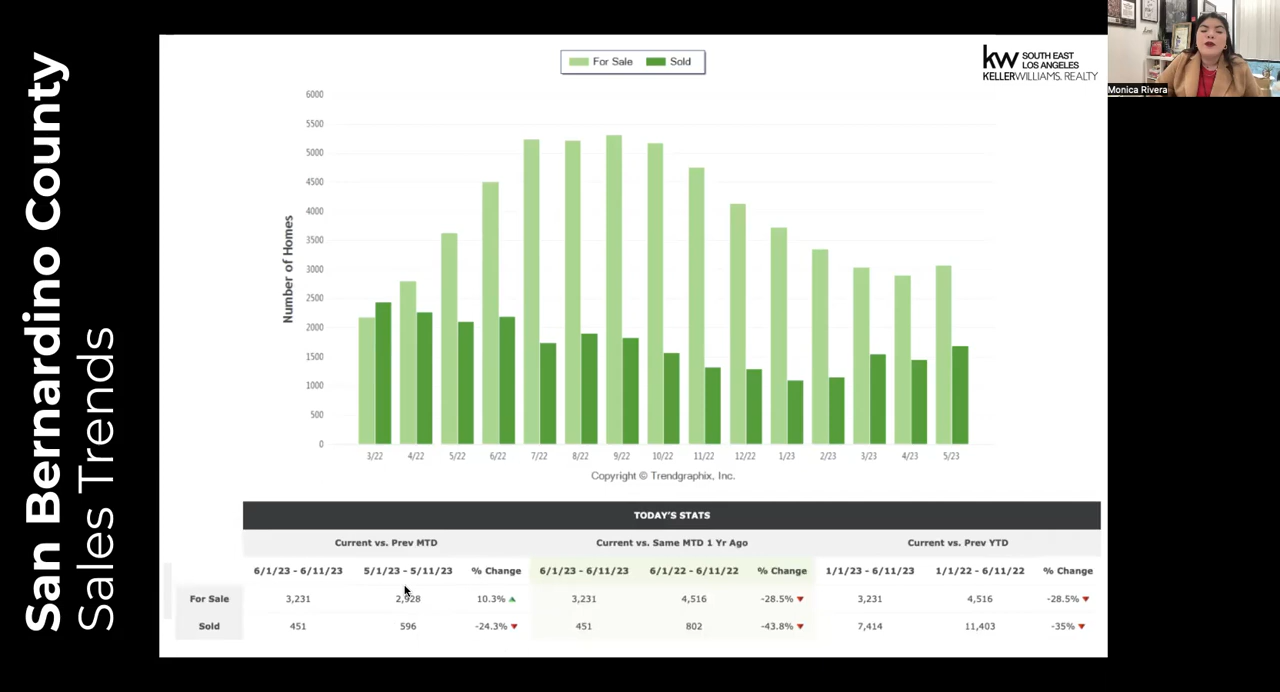 San Bernardino County
Sales Trends
For Sale Sold
kw SOUTH EAST
LOS ANGELES
KELLERWILLIAMS. REALTY
Monica Rivera
Number of Homes
6000
5500
5000
4500
4000
3500
3000
2500
2000
1500
1000
500
0
3/22 4/22 5/22 6/22 7/22 8/22 9/22 10/22 11/22 12/22 1/23 2/23 3/23 4/23 5/23
Copyright © Trendgraphix, Inc.
TODAY'S STATS
Current vs. Prev MTD Current vs. Same MTD 1 Yr Ago Current vs. Prev YTD
6/1/23 - 6/11/23 5/1/23 - 5/11/23 % Change 6/1/23 - 6/11/23 6/1/22 - 6/11/22 % Change 1/1/23 - 6/11/23 1/1/22 - 6/11/22 % Change
For Sale 3,231 2,928 10.3% 3,231 4,516 -28.5% 3,231 4,516 -28.5%
Sold 451 596 -24.3% 451 802 -43.8% 7,414 11,403 -35%